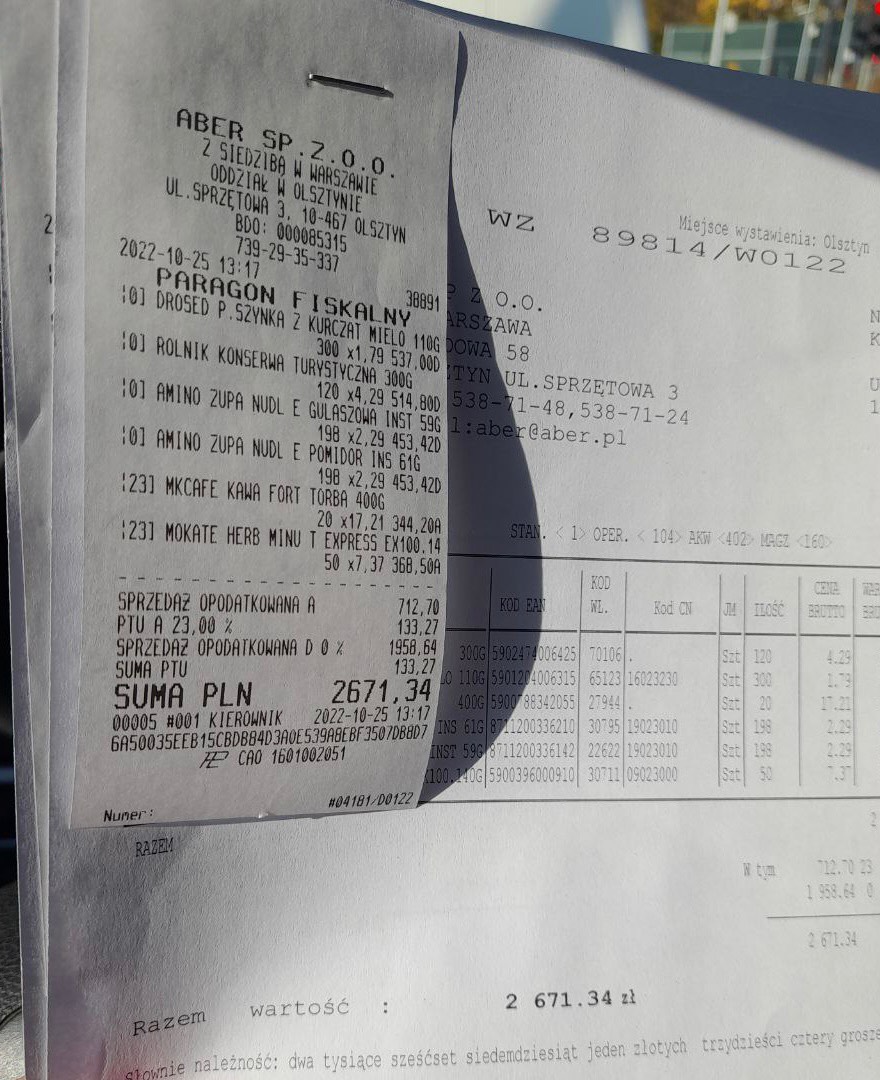 ABER SP.Z.O.O.
Z SIEDZIBĄ W WARSZAWIE
ODDZIAŁ W OLSZTYNIE
UL.SPRZĘTOWA 3, 10-467 OLSZTYN
BDO: 000085315
739-29-35-337
2022-10-25 13:17
38891
PARAGON FISKALNY
[0] DROSED P.SZYNKA Z KURCZĄT MIELO 110G
300 x1,79 537,00D
[0] ROLNIK KONSERWA TURYSTYCZNA 300G
120 x4,29 514,80D
[0] AMINO ZUPA NUDL E GULASZOWA INST 59G
198 x2,29 453,42D
[0] AMINO ZUPA NUDL E POMIDOR INS 61G
198 x2,29 453,42D
[23] MKCAFE KAWA FORT TORBA 400G
20 x17,21 344,20A
[23] MOKATE HERB MINU T EXPRESS EX100.14
50 x7,37 368,50A
SPRZEDAŻ OPODATKOWANA A 712,70
PTU A 23,00 % 133,27
SPRZEDAŻ OPODATKOWANA D 0 % 1958,64
SUMA PTU 133,27
SUMA PLN 2671,34
00005 #001 KIEROWNIK 2022-10-25 13:17
6A50035EEB15CBDB84D3A0E539A8EBF3507DB8D7
CAO 1601002051
#04181/D0122
Numer:
Miejsce wystawienia: Olsztyn
WZ 89814/W0122
P Z O.O.
ARSZAWA
DOWA 58
ZTYN UL.SPRZĘTOWA 3
538-71-48,538-71-24
l:aber@aber.pl
STAN. < 1> OPER. < 104> AKW <402> MAGZ <160>
KOD EAN KOD WŁ. Kod CN JM ILOŚĆ CENA BRUTTO
300G 5902474006425 70106 . Szt 120 4.29
LO 110G 5901204006315 65123 16023230 Szt 300 1.79
400G 5900788342055 27944 . Szt 20 17.21
INS 61G 8711200336210 30795 19023010 Szt 198 2.29
INST 59G 8711200336142 22622 19023010 Szt 198 2.29
X100.140G 5900396000910 30711 09023000 Szt 50 7.37
RAZEM 2
W tym 712.70 23
1 958.64 0
2 671.34
Razem wartość : 2 671.34 zł
Słownie należność: dwa tysiące sześćset siedemdziesiąt jeden złotych trzydzieści cztery grosze